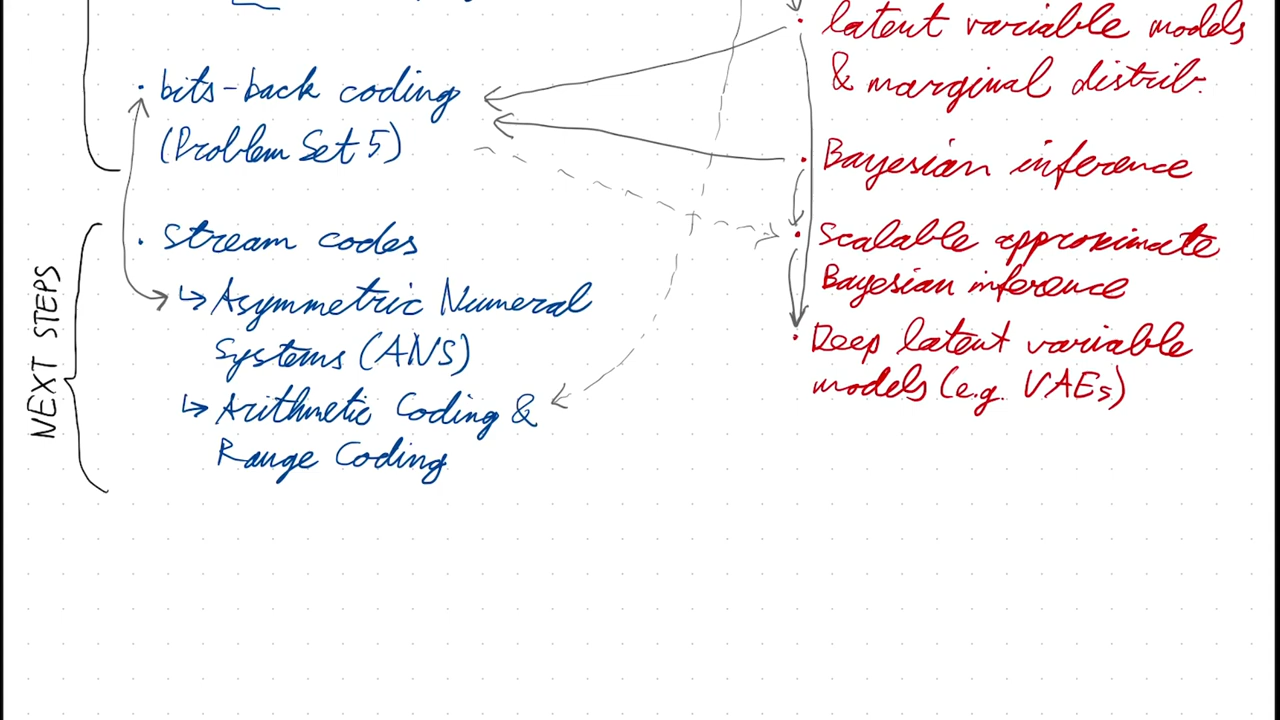 · bits-back coding
(Problem Set 5)
NEXT STEPS
· stream codes
↳ Asymmetric Numeral
Systems (ANS)
↳ Arithmetic Coding &
Range Coding
· latent variable models
& marginal distrib.
· Bayesian inference
· scalable approximate
Bayesian inference
· Deep latent variable
models (e.g. VAEs)